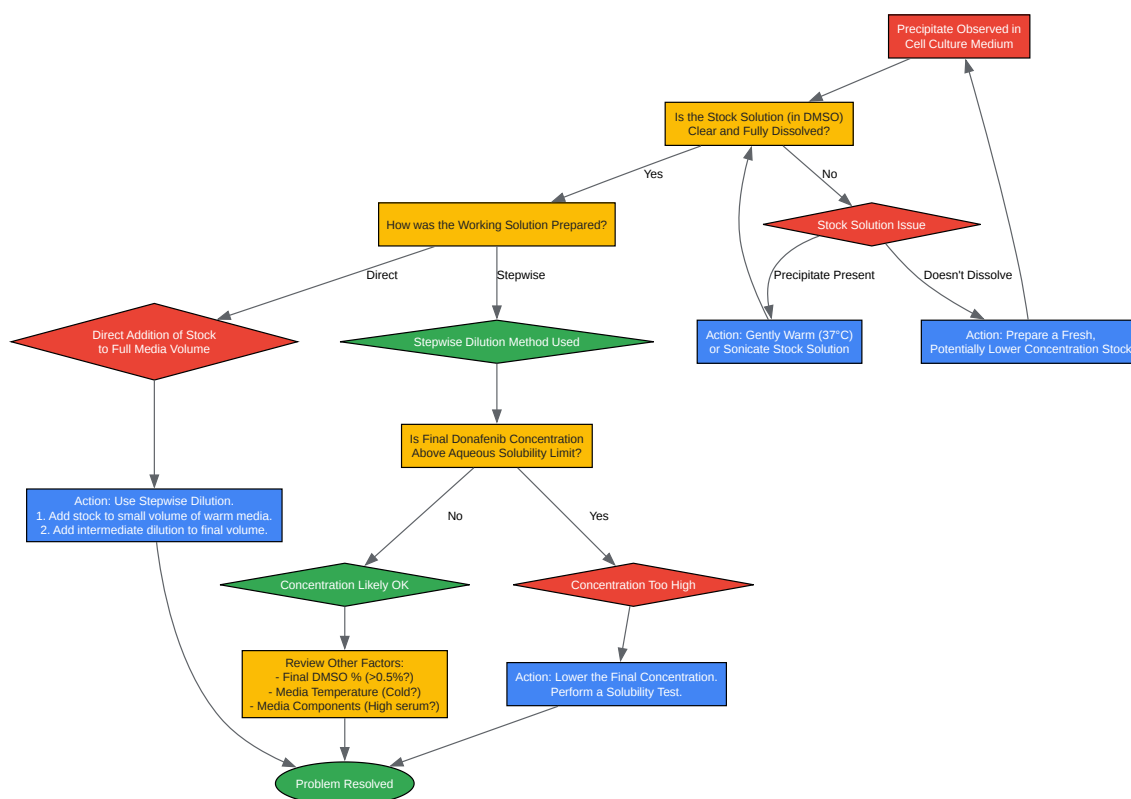 Precipitate Observed in
Cell Culture Medium
Is the Stock Solution (in DMSO)
Clear and Fully Dissolved?
Yes
No
How was the Working Solution Prepared?
Stock Solution Issue
Direct
Stepwise
Precipitate Present
Doesn't Dissolve
Direct Addition of Stock
to Full Media Volume
Stepwise Dilution Method Used
Action: Gently Warm (37°C)
or Sonicate Stock Solution
Action: Prepare a Fresh,
Potentially Lower Concentration Stock
Is Final Donafenib Concentration
Above Aqueous Solubility Limit?
Action: Use Stepwise Dilution.
1. Add stock to small volume of warm media.
2. Add intermediate dilution to final volume.
No
Yes
Concentration Likely OK
Concentration Too High
Review Other Factors:
- Final DMSO % (>0.5%?)
- Media Temperature (Cold?)
- Media Components (High serum?)
Action: Lower the Final Concentration.
Perform a Solubility Test.
Problem Resolved